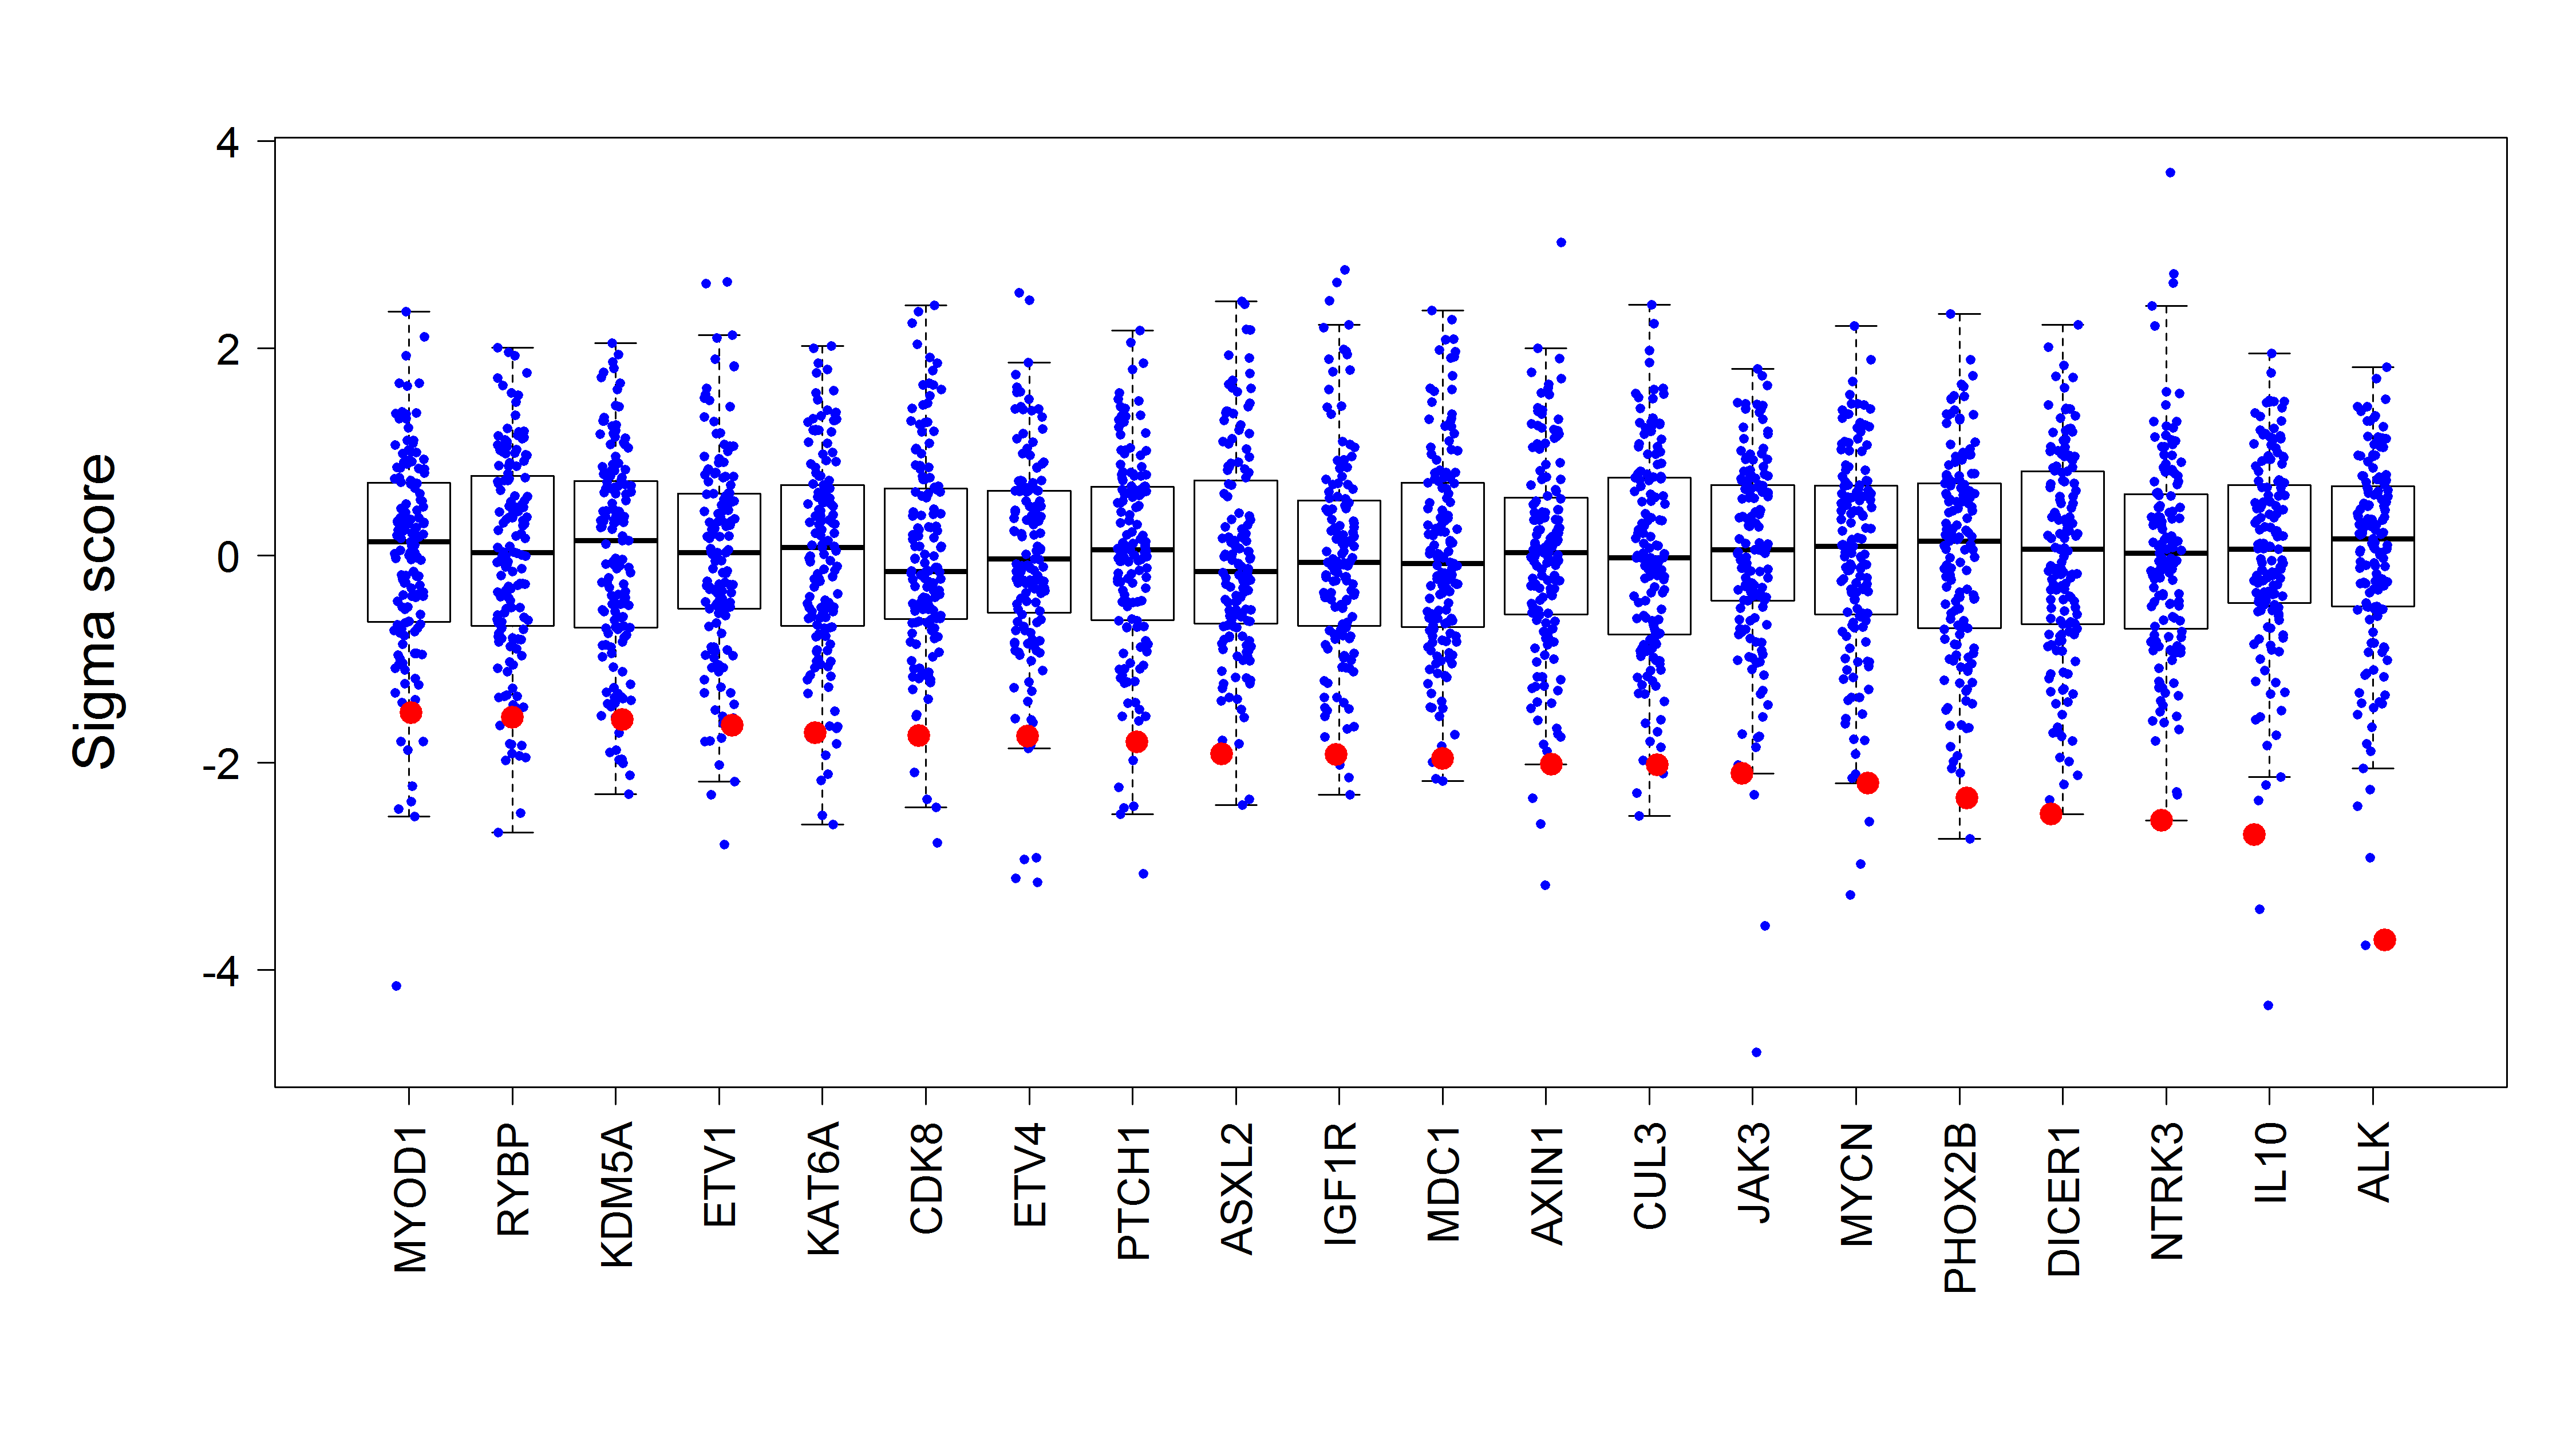 Sigma score
4
2
0
-2
-4
MYOD1
RYBP
KDM5A
ETV1
KAT6A
CDK8
ETV4
PTCH1
ASXL2
IGF1R
MDC1
AXIN1
CUL3
JAK3
MYCN
PHOX2B
DICER1
NTRK3
IL10
ALK